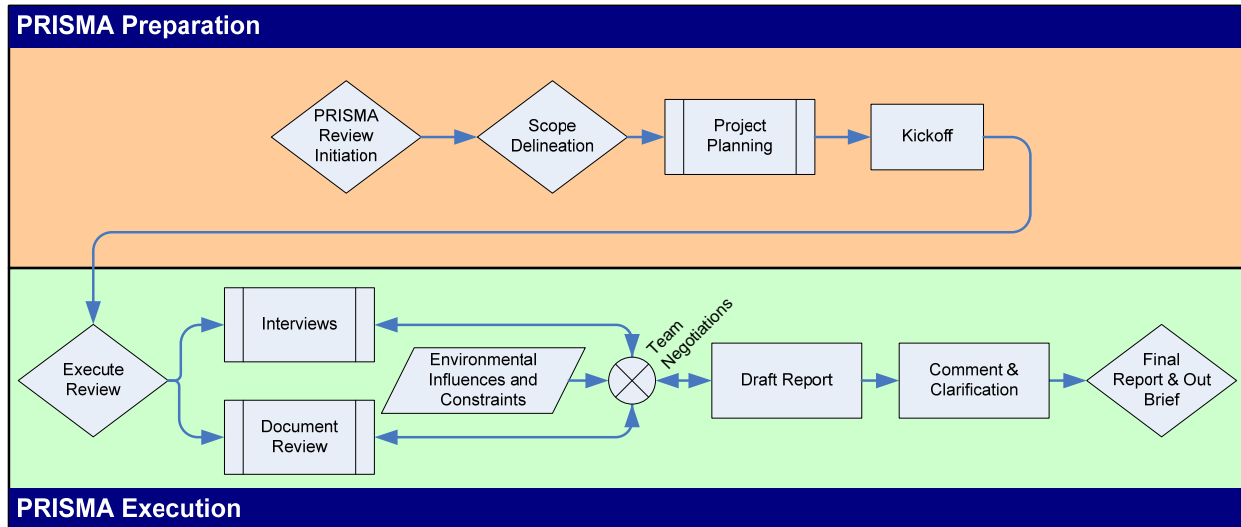 PRISMA Preparation
PRISMA
Review
Initiation
Scope
Delineation
Project
Planning
Kickoff
Execute
Review
Interviews
Document
Review
Environmental
Influences and
Constraints
Team
Negotiations
Draft Report
Comment &
Clarification
Final
Report & Out
Brief
PRISMA Execution